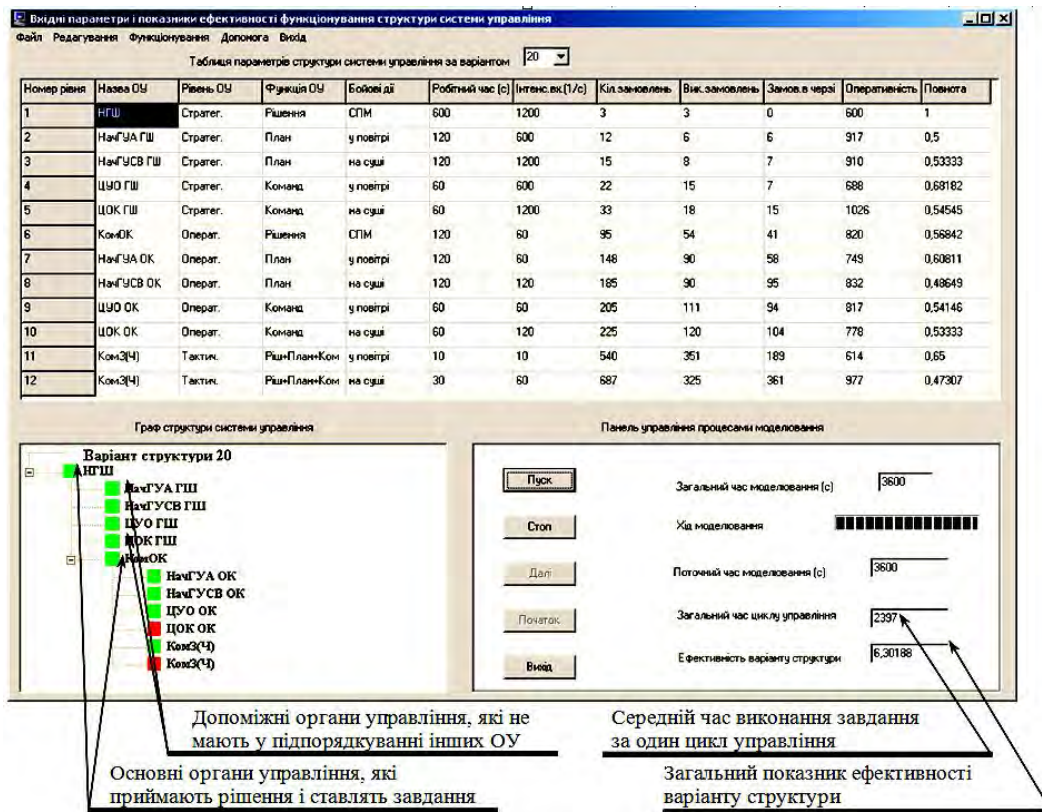 Вхідні параметри і показники ефективності функціонування структури системи управління
Файл Редагування Функціонування Допомога Вихід
Таблиця параметрів структури системи управління за варіантом 20
Номер рівня Назва ОУ Рівень ОУ Функція ОУ Бойові дії Робітний час (с) Інтенс.вх.(1/с) Кіл.замовлень Вик.замовлень Замов.в черзі Оперативність Повнота
1 НГШ Стратег. Рішення СПМ 600 1200 3 3 0 600 1
2 НачГУА ГШ Стратег. План у повітрі 120 600 12 6 6 917 0,5
3 НачГУСВ ГШ Стратег. План на суші 120 1200 15 8 7 910 0,53333
4 ЦУО ГШ Стратег. Команд у повітрі 60 600 22 15 7 688 0,68182
5 ЦОК ГШ Стратег. Команд на суші 60 1200 33 18 15 1026 0,54545
6 КомОК Операт. Рішення СПМ 120 60 95 54 41 820 0,56842
7 НачГУА ОК Операт. План у повітрі 120 60 148 90 58 749 0,60811
8 НачГУСВ ОК Операт. План на суші 120 120 185 90 95 832 0,48649
9 ЦУО ОК Операт. Команд у повітрі 60 60 205 111 94 817 0,54146
10 ЦОК ОК Операт. Команд на суші 60 120 225 120 104 778 0,53333
11 КомЗ(Ч) Тактич. Ріш+План+Ком у повітрі 10 10 540 351 189 614 0,65
12 КомЗ(Ч) Тактич. Ріш+План+Ком на суші 30 60 687 325 361 977 0,47307
Граф структури системи управління
Варіант структури 20
НГШ
НачГУА ГШ
НачГУСВ ГШ
ЦУО ГШ
ЦОК ГШ
КомОК
НачГУА ОК
НачГУСВ ОК
ЦУО ОК
ЦОК ОК
КомЗ(Ч)
КомЗ(Ч)
Панель управління процесами моделювання
Пуск
Стоп
Далі
Початок
Вихід
Загальний час моделювання (с) 3600
Хід моделювання
Поточний час моделювання (с) 3600
Загальний час циклу управління 2397
Ефективність варіанту структури 6,30188
Допоміжні органи управління, які не
мають у підпорядкуванні інших ОУ
Середній час виконання завдання
за один цикл управління
Основні органи управління, які
приймають рішення і ставлять завдання
Загальний показник ефективності
варіанту структури